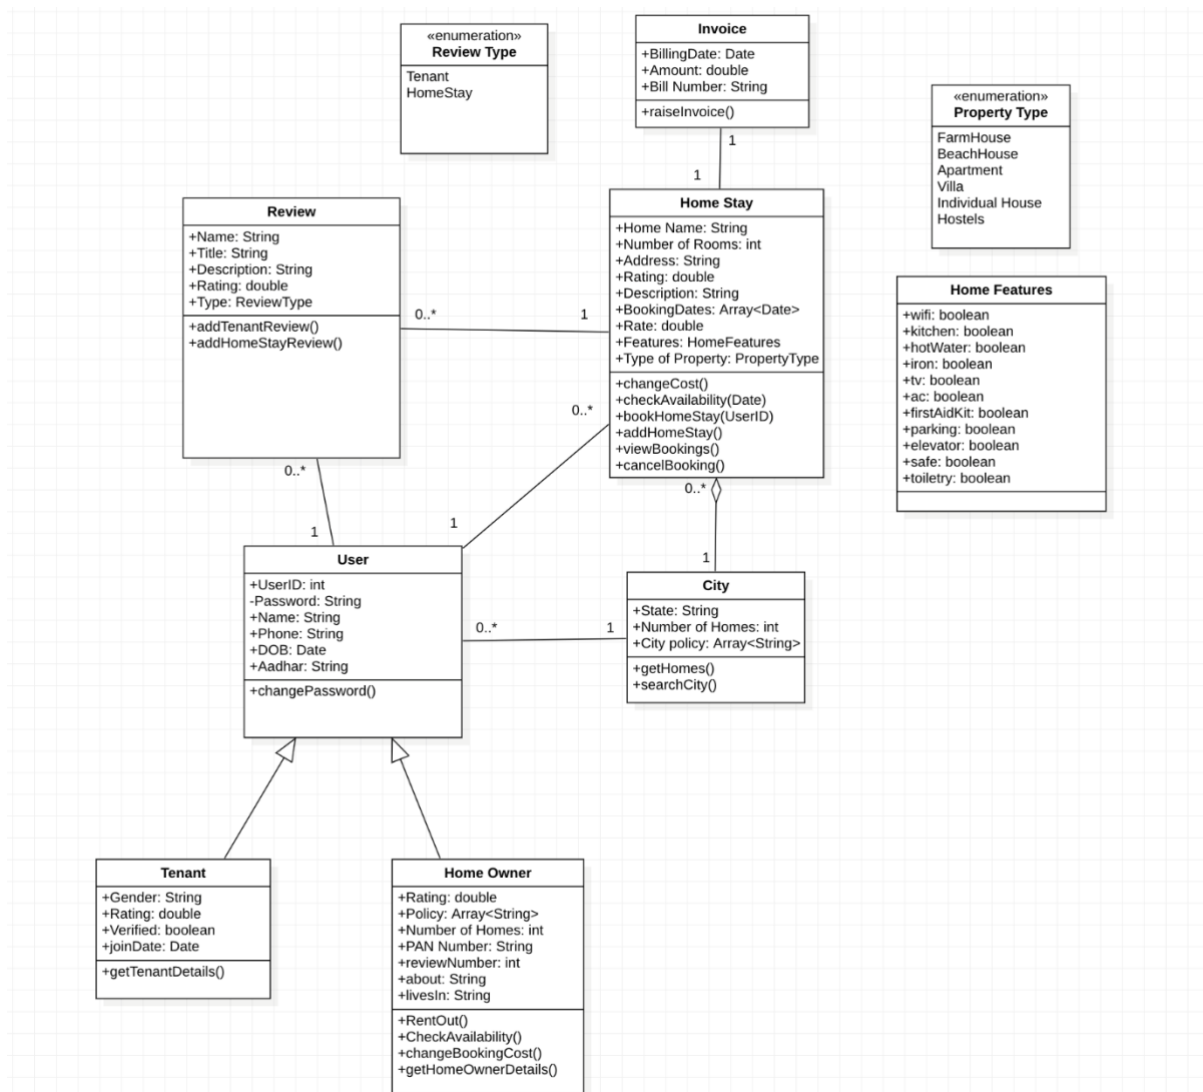 «enumeration»
Review Type
Tenant
HomeStay
Invoice
+BillingDate: Date
+Amount: double
+Bill Number: String
+raiseInvoice()
1
1
«enumeration»
Property Type
FarmHouse
BeachHouse
Apartment
Villa
Individual House
Hostels
Review
+Name: String
+Title: String
+Description: String
+Rating: double
+Type: ReviewType
+addTenantReview()
+addHomeStayReview()
0..*
1
Home Stay
+Home Name: String
+Number of Rooms: int
+Address: String
+Rating: double
+Description: String
+BookingDates: Array<Date>
+Rate: double
+Features: HomeFeatures
+Type of Property: PropertyType
+changeCost()
+checkAvailability(Date)
+bookHomeStay(UserID)
+addHomeStay()
+viewBookings()
+cancelBooking()
Home Features
+wifi: boolean
+kitchen: boolean
+hotWater: boolean
+iron: boolean
+tv: boolean
+ac: boolean
+firstAidKit: boolean
+parking: boolean
+elevator: boolean
+safe: boolean
+toiletry: boolean
0..*
0..*
0..*
1
1
1
User
+UserID: int
-Password: String
+Name: String
+Phone: String
+DOB: Date
+Aadhar: String
+changePassword()
0..*
1
City
+State: String
+Number of Homes: int
+City policy: Array<String>
+getHomes()
+searchCity()
Tenant
+Gender: String
+Rating: double
+Verified: boolean
+joinDate: Date
+getTenantDetails()
Home Owner
+Rating: double
+Policy: Array<String>
+Number of Homes: int
+PAN Number: String
+reviewNumber: int
+about: String
+livesIn: String
+RentOut()
+CheckAvailability()
+changeBookingCost()
+getHomeOwnerDetails()